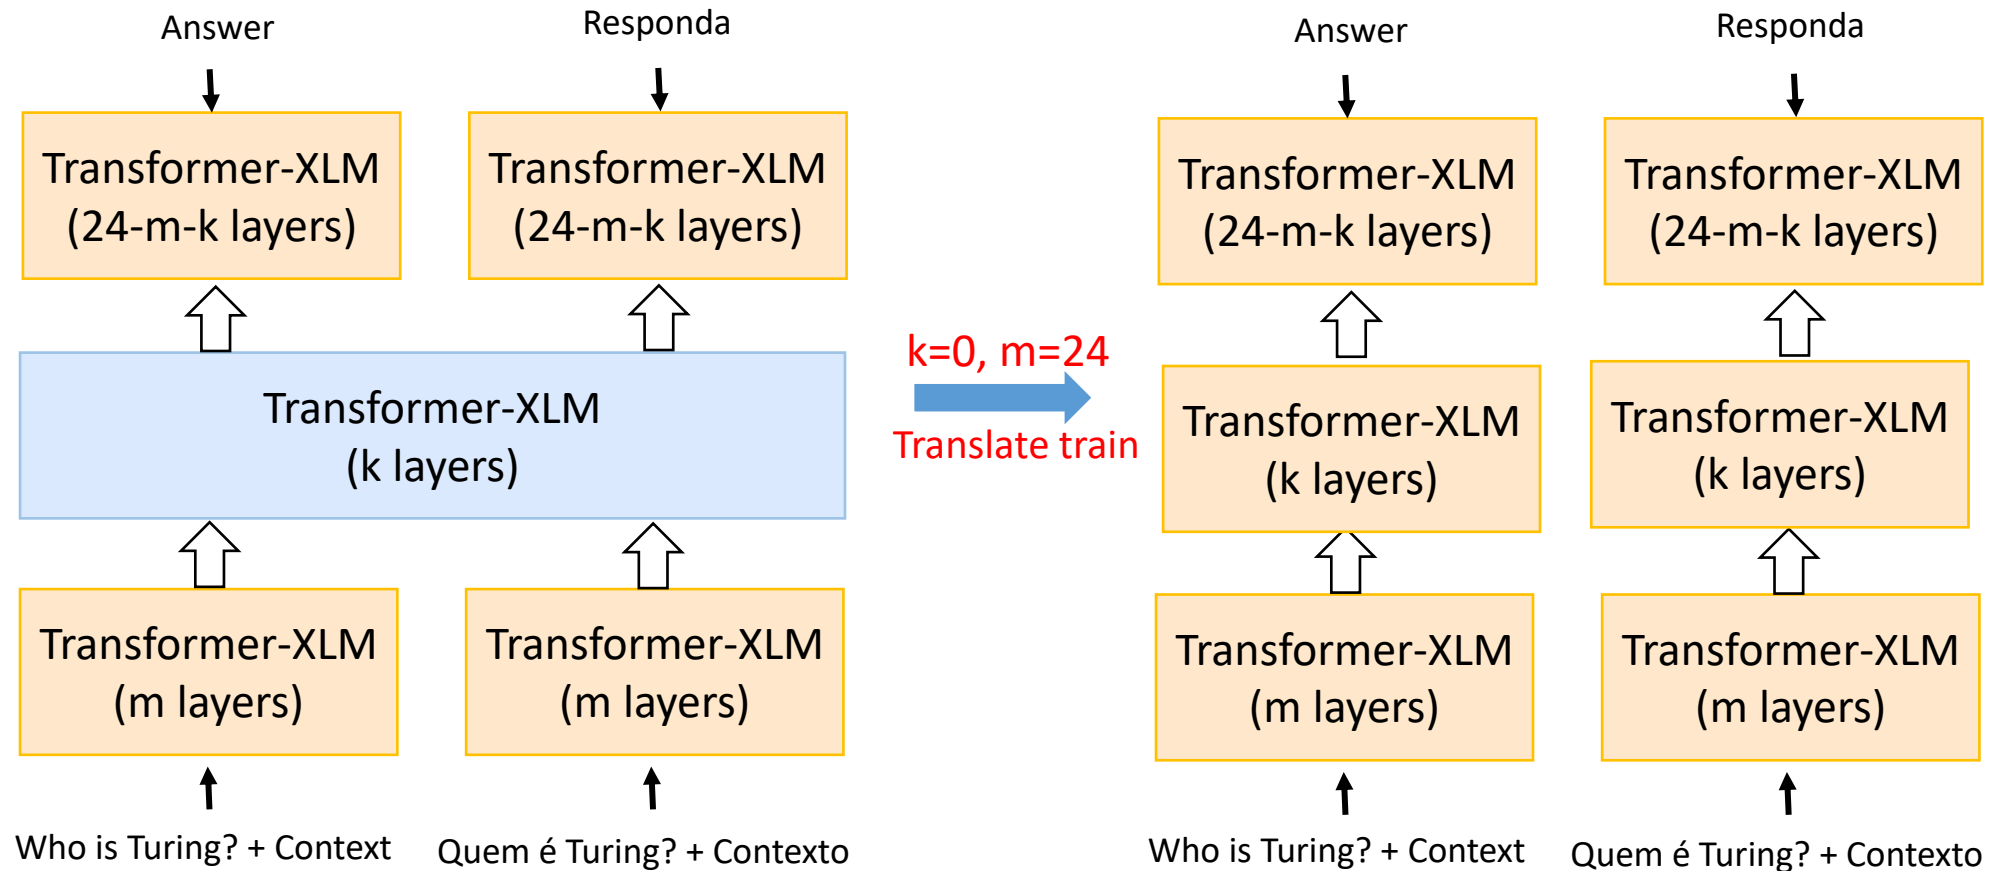 Answer
Responda
Transformer-XLM
(24-m-k layers)
Transformer-XLM
(24-m-k layers)
Transformer-XLM
(k layers)
Transformer-XLM
(m layers)
Transformer-XLM
(m layers)
Who is Turing? + Context
Quem é Turing? + Contexto
k=0, m=24
Translate train
Answer
Responda
Transformer-XLM
(24-m-k layers)
Transformer-XLM
(24-m-k layers)
Transformer-XLM
(k layers)
Transformer-XLM
(k layers)
Transformer-XLM
(m layers)
Transformer-XLM
(m layers)
Who is Turing? + Context
Quem é Turing? + Contexto